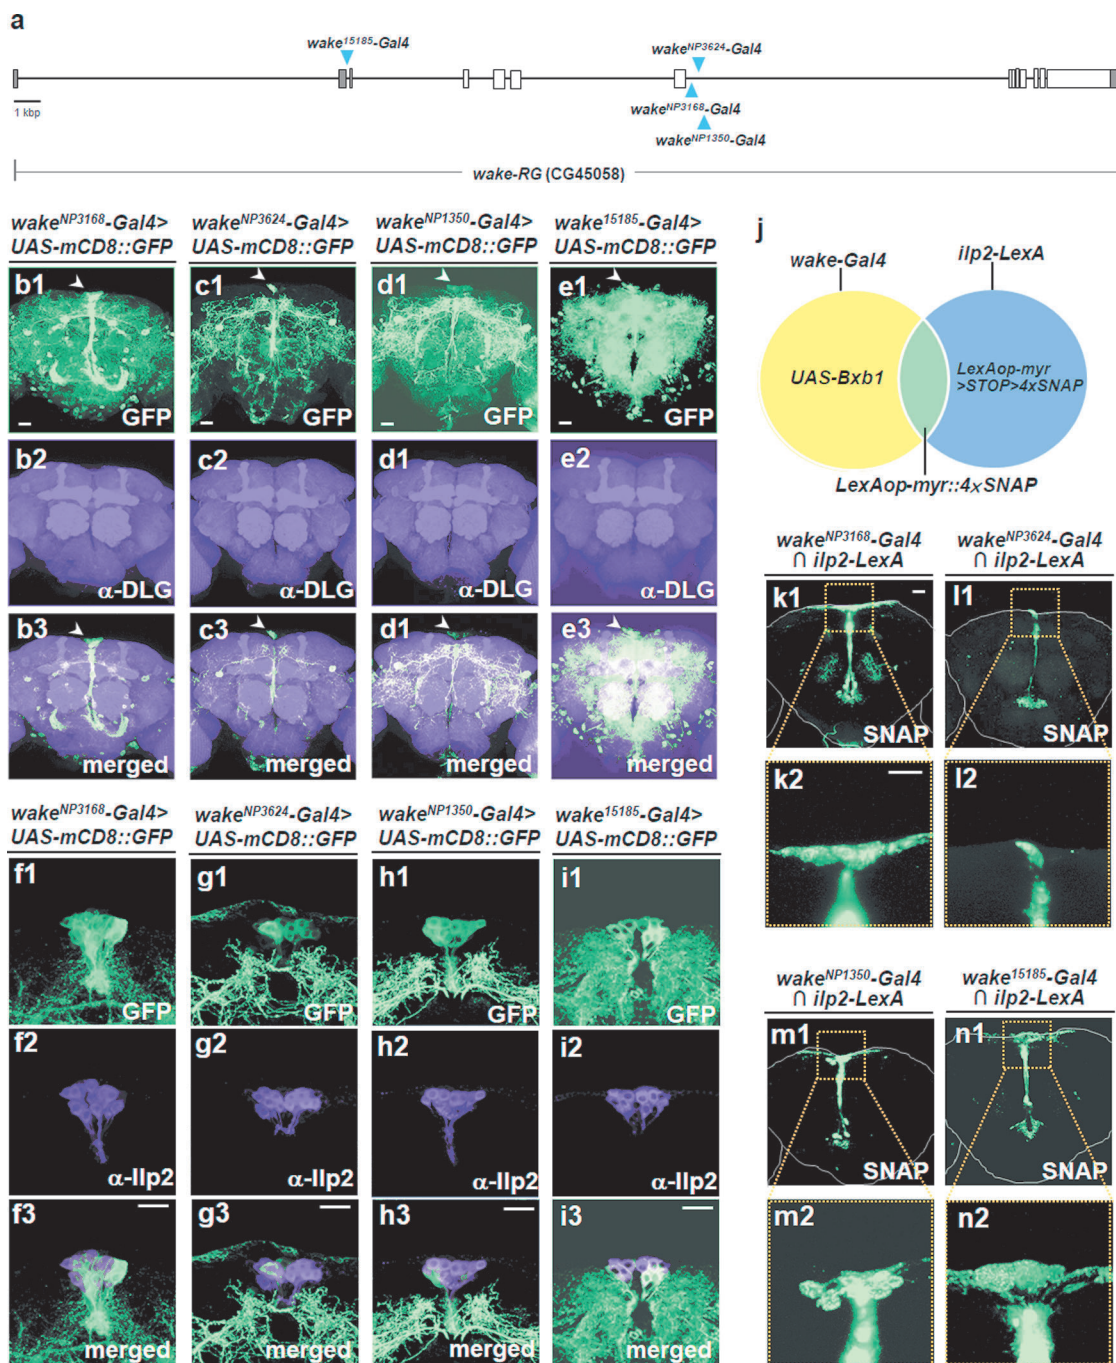 a
wake15185-Gal4
wakeNP3624-Gal4
1 kbp
wakeNP3168-Gal4
wakeNP1350-Gal4
wake-RG (CG45058)
wakeNP3168-Gal4>
UAS-mCD8::GFP
wakeNP3624-Gal4>
UAS-mCD8::GFP
wakeNP1350-Gal4>
UAS-mCD8::GFP
wake15185-Gal4>
UAS-mCD8::GFP
b1
GFP
c1
GFP
d1
GFP
e1
GFP
b2
α-DLG
c2
α-DLG
d1
α-DLG
e2
α-DLG
b3
merged
c3
merged
d1
merged
e3
merged
wakeNP3168-Gal4>
UAS-mCD8::GFP
wakeNP3624-Gal4>
UAS-mCD8::GFP
wakeNP1350-Gal4>
UAS-mCD8::GFP
wake15185-Gal4>
UAS-mCD8::GFP
f1
GFP
g1
GFP
h1
GFP
i1
GFP
f2
α-Ilp2
g2
α-Ilp2
h2
α-Ilp2
i2
α-Ilp2
f3
merged
g3
merged
h3
merged
i3
merged
j
wake-Gal4
ilp2-LexA
UAS-Bxb1
LexAop-myr
>STOP>4xSNAP
LexAop-myr::4xSNAP
wakeNP3168-Gal4
∩ ilp2-LexA
wakeNP3624-Gal4
∩ ilp2-LexA
k1
SNAP
l1
SNAP
k2
l2
wakeNP1350-Gal4
∩ ilp2-LexA
wake15185-Gal4
∩ ilp2-LexA
m1
SNAP
n1
SNAP
m2
n2